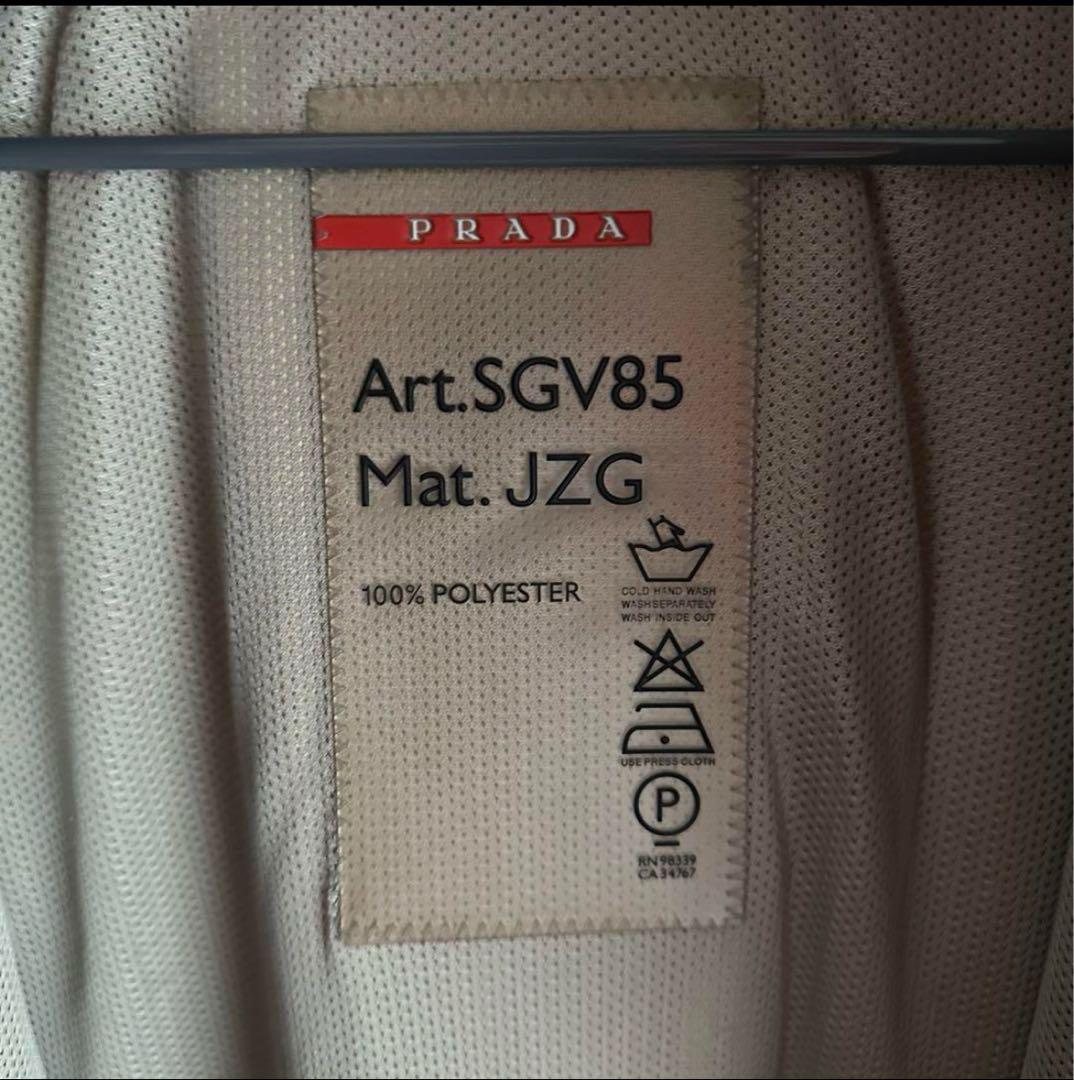 PRADA
Art.SGV85
Mat. JZG
100% POLYESTER
COLD HAND WASH
WASH SEPARATELY
WASH INSIDE OUT
USE PRESS CLOTH
P
RN 98339
CA 34767